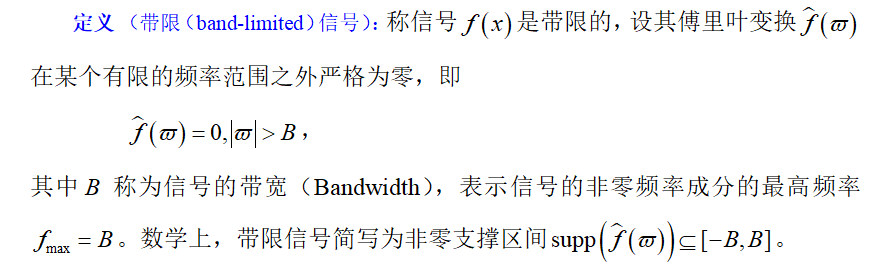 定义（带限（band-limited）信号）：称信号 $f(x)$ 是带限的，设其傅里叶变换 $\widehat{f}(\varpi)$
在某个有限的频率范围之外严格为零，即
$\widehat{f}(\varpi)=0,|\varpi|>B$，
其中 $B$ 称为信号的带宽（Bandwidth），表示信号的非零频率成分的最高频率
$f_{\max}=B$。数学上，带限信号简写为非零支撑区间 $\mathrm{supp}\left(\widehat{f}(\varpi)\right)\subseteq[-B,B]$。